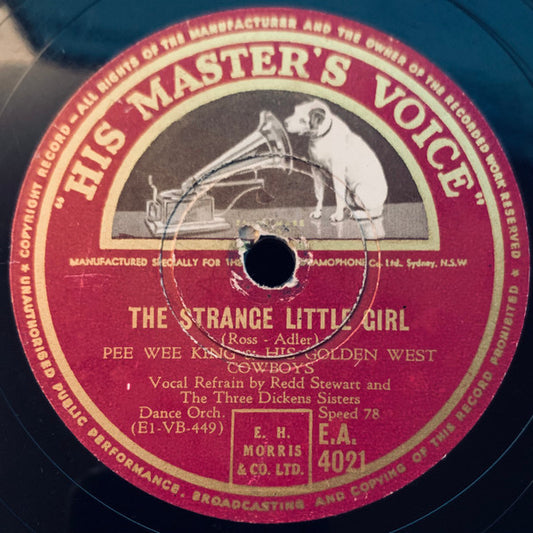 COPYRIGHT RECORD — ALL RIGHTS OF THE MANUFACTURER AND THE OWNER OF THE RECORDED WORK RESERVED
UNAUTHORISED PUBLIC PERFORMANCE, BROADCASTING AND COPYING OF THIS RECORD PROHIBITED
"HIS MASTER'S VOICE"
MANUFACTURED SPECIALLY FOR THE GRAMOPHONE Co. Ltd., Sydney, N.S.W
THE STRANGE LITTLE GIRL
(Ross - Adler)
PEE WEE KING & HIS GOLDEN WEST
COWBOYS
Vocal Refrain by Redd Stewart and
The Three Dickens Sisters
Dance Orch. Speed 78
(E1-VB-449) E.A.
4021
E. H.
MORRIS
& CO. LTD.